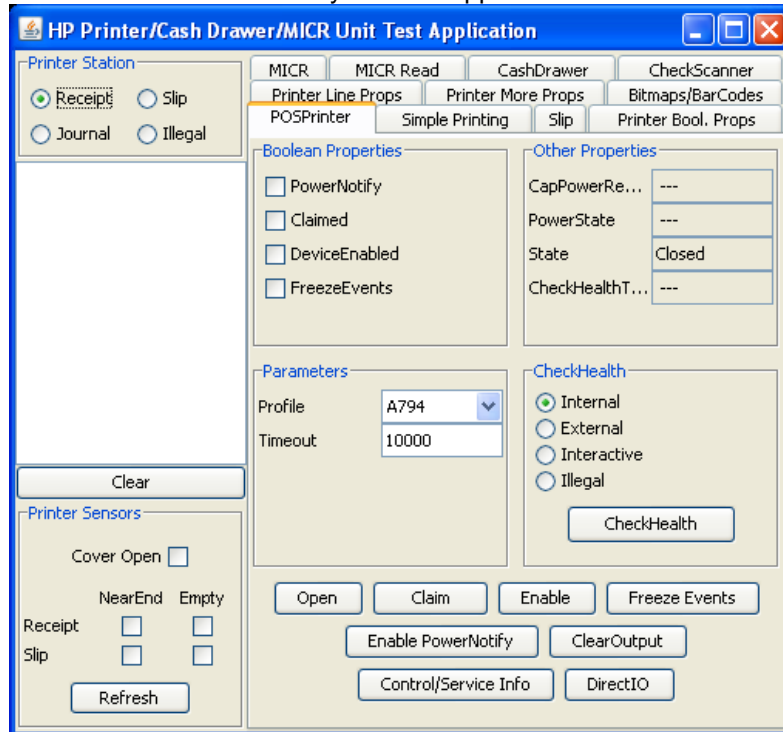 HP Printer/Cash Drawer/MICR Unit Test Application
Printer Station
Receipt Slip
Journal Illegal
Clear
Printer Sensors
Cover Open
NearEnd Empty
Receipt
Slip
Refresh
MICR MICR Read CashDrawer CheckScanner
Printer Line Props Printer More Props Bitmaps/BarCodes
POSPrinter Simple Printing Slip Printer Bool. Props
Boolean Properties
PowerNotify
Claimed
DeviceEnabled
FreezeEvents
Other Properties
CapPowerRe... ---
PowerState ---
State Closed
CheckHealthT... ---
Parameters
Profile A794
Timeout 10000
CheckHealth
Internal
External
Interactive
Illegal
CheckHealth
Open Claim Enable Freeze Events
Enable PowerNotify ClearOutput
Control/Service Info DirectIO